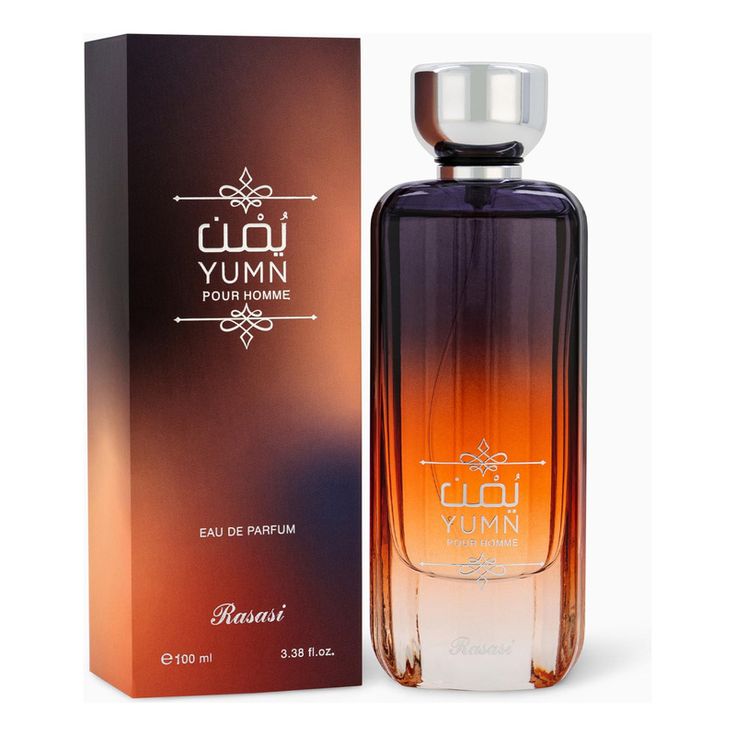 يُمْن
YUMN
POUR HOMME
EAU DE PARFUM
Rasasi
℮100 ml
3.38 fl.oz.
يُمْن
YUMN
POUR HOMME
Rasasi